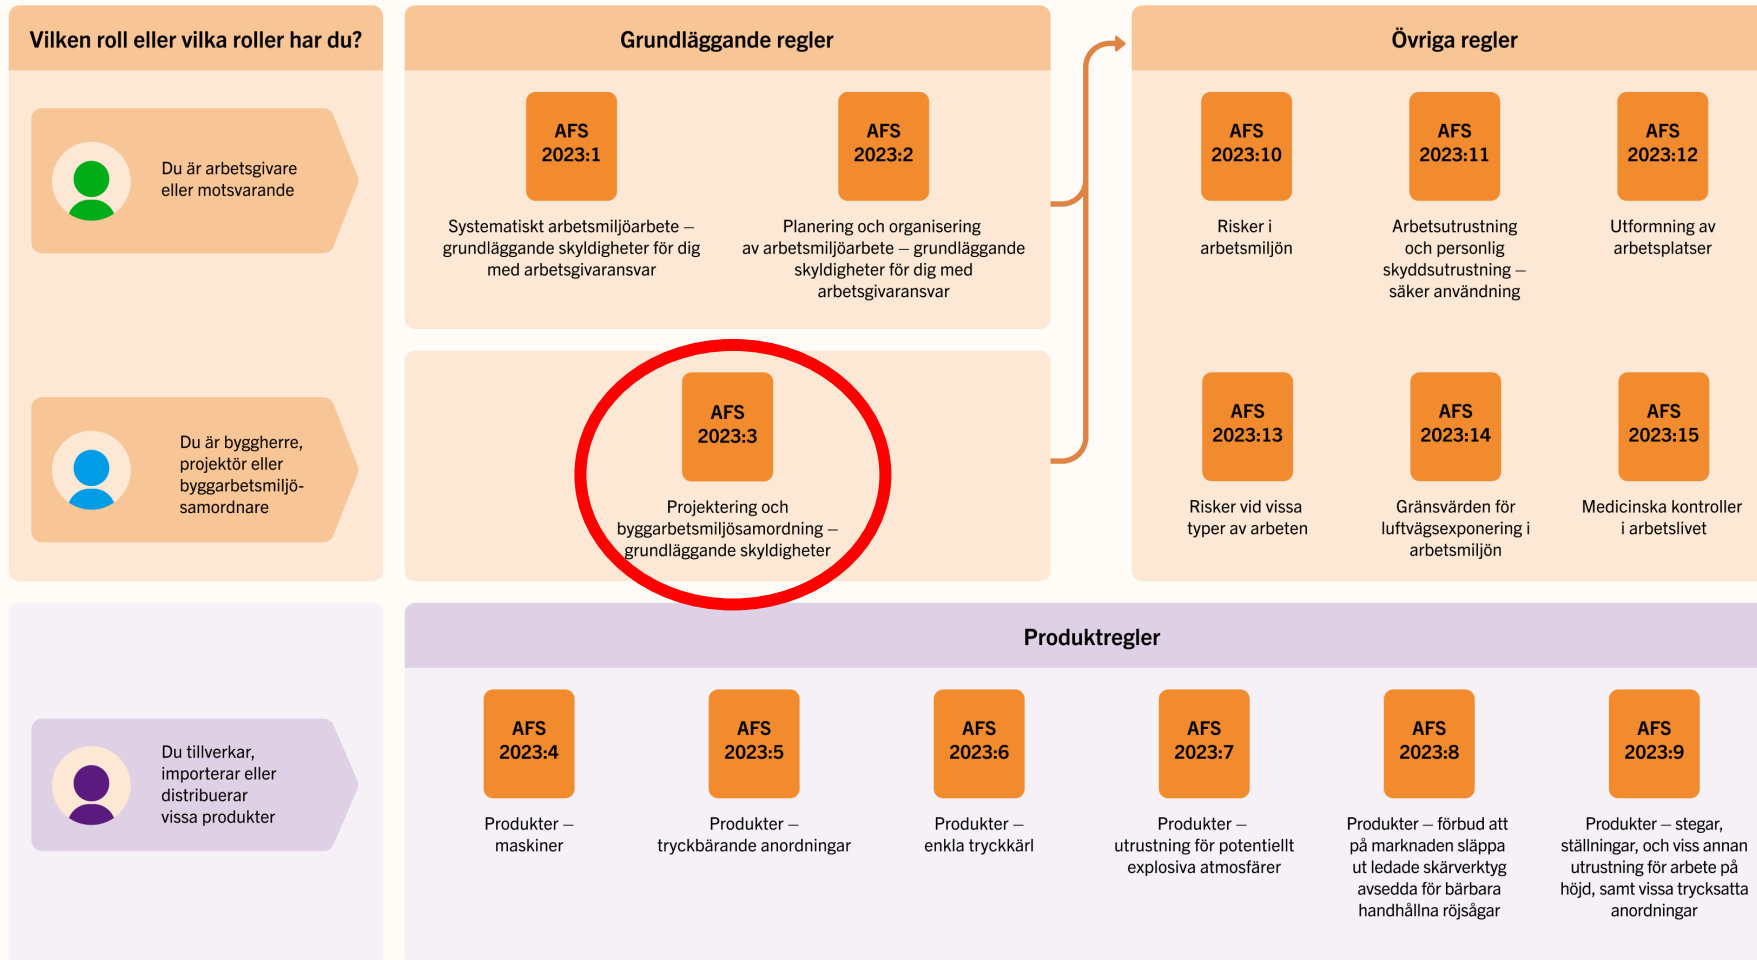 Vilken roll eller vilka roller har du?
Du är arbetsgivare
eller motsvarande
Du är byggherre,
projektör eller
byggarbetsmiljö-
samordnare
Grundläggande regler
AFS
2023:1
Systematiskt arbetsmiljöarbete –
grundläggande skyldigheter för dig
med arbetsgivaransvar
AFS
2023:2
Planering och organisering
av arbetsmiljöarbete – grundläggande
skyldigheter för dig med
arbetsgivaransvar
AFS
2023:3
Projektering och
byggarbetsmiljösamordning –
grundläggande skyldigheter
Övriga regler
AFS
2023:10
Risker i
arbetsmiljön
AFS
2023:11
Arbetsutrustning
och personlig
skyddsutrustning –
säker användning
AFS
2023:12
Utformning av
arbetsplatser
AFS
2023:13
Risker vid vissa
typer av arbeten
AFS
2023:14
Gränsvärden för
luftvägsexponering i
arbetsmiljön
AFS
2023:15
Medicinska kontroller
i arbetslivet
Du tillverkar,
importerar eller
distribuerar
vissa produkter
Produktregler
AFS
2023:4
Produkter –
maskiner
AFS
2023:5
Produkter –
tryckbärande anordningar
AFS
2023:6
Produkter –
enkla tryckkärl
AFS
2023:7
Produkter –
utrustning för potentiellt
explosiva atmosfärer
AFS
2023:8
Produkter – förbud att
på marknaden släppa
ut ledade skärverktyg
avsedda för bärbara
handhållna röjsågar
AFS
2023:9
Produkter – stegar,
ställningar, och viss annan
utrustning för arbete på
höjd, samt vissa trycksatta
anordningar